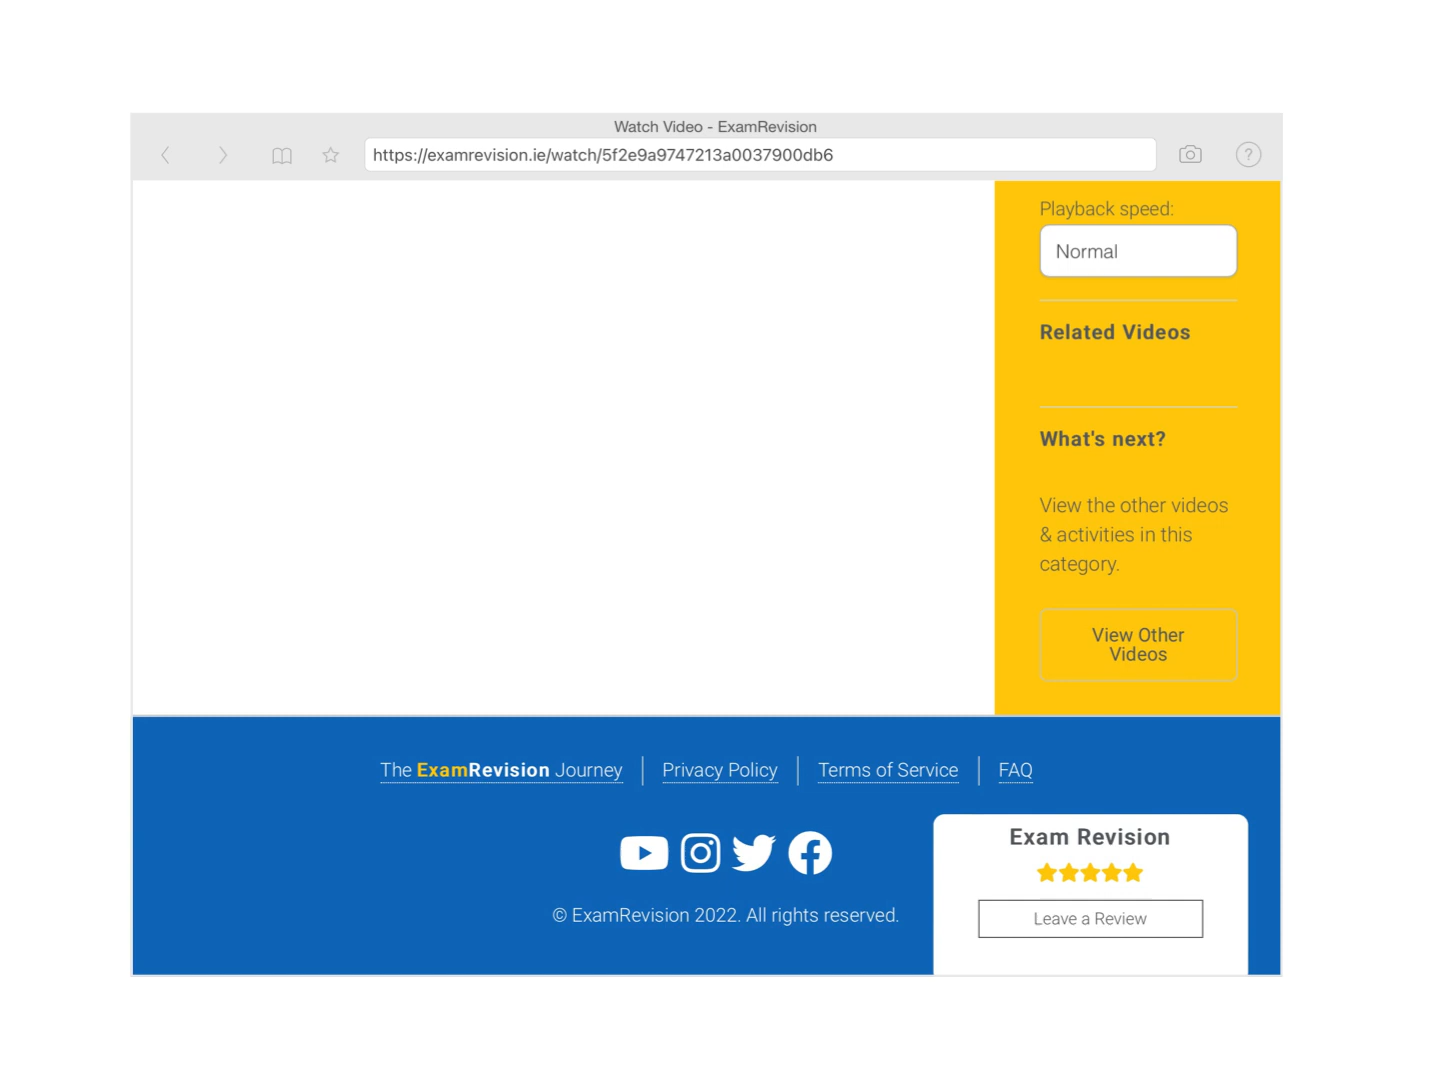 Watch Video - ExamRevision
https://examrevision.ie/watch/5f2e9a9747213a0037900db6
?
Playback speed:
Normal
Related Videos
What's next?
View the other videos
& activities in this
category.
View Other
Videos
The ExamRevision Journey
Privacy Policy
Terms of Service
FAQ
© ExamRevision 2022. All rights reserved.
Exam Revision
Leave a Review